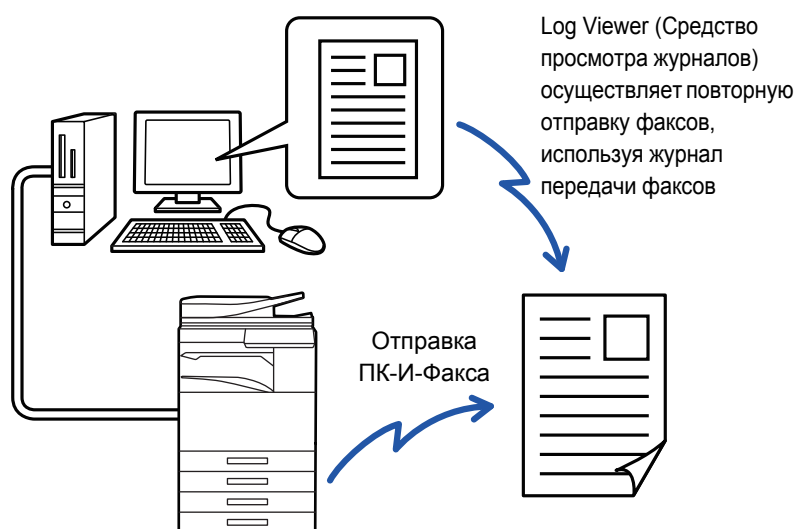 Log Viewer (Средство
просмотра журналов)
осуществляет повторную
отправку факсов,
используя журнал
передачи факсов
Отправка
ПК-И-Факса